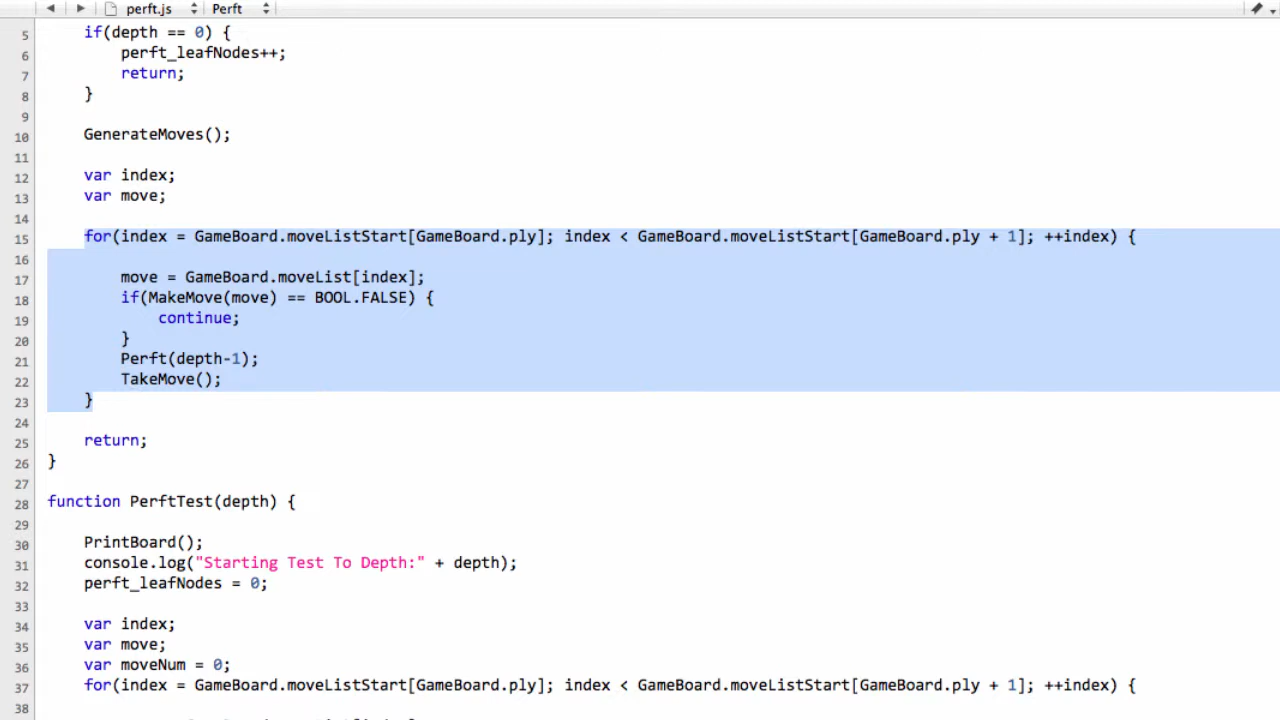 perft.js Perft
5 if(depth == 0) {
6 perft_leafNodes++;
7 return;
8 }
9
10 GenerateMoves();
11
12 var index;
13 var move;
14
15 for(index = GameBoard.moveListStart[GameBoard.ply]; index < GameBoard.moveListStart[GameBoard.ply + 1]; ++index) {
16
17 move = GameBoard.moveList[index];
18 if(MakeMove(move) == BOOL.FALSE) {
19 continue;
20 }
21 Perft(depth-1);
22 TakeMove();
23 }
24
25 return;
26 }
27
28 function PerftTest(depth) {
29
30 PrintBoard();
31 console.log("Starting Test To Depth:" + depth);
32 perft_leafNodes = 0;
33
34 var index;
35 var move;
36 var moveNum = 0;
37 for(index = GameBoard.moveListStart[GameBoard.ply]; index < GameBoard.moveListStart[GameBoard.ply + 1]; ++index) {
38